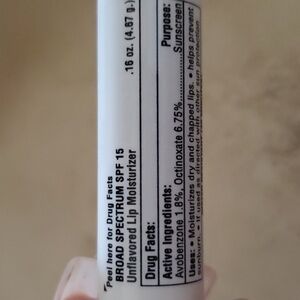 Peel here for Drug Facts
BROAD SPECTRUM SPF 15
Unflavored Lip Moisturizer
.16 oz. (4.67 g.)
Drug Facts:
Active Ingredients: Purpose:
Avobenzone 1.8%, Octinoxate 6.75%......Sunscreen
Uses: • Moisturizes dry and chapped lips. • helps prevent
sunburn. • If used as directed with other sun protection